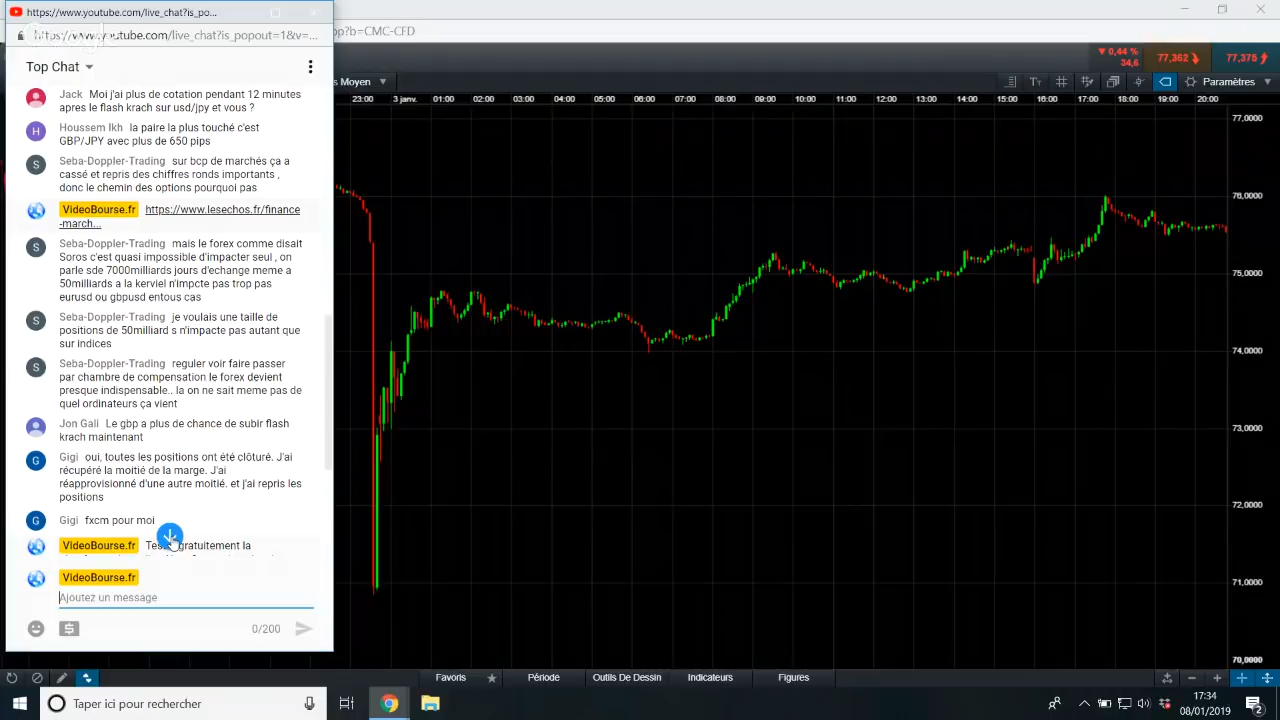 https://www.youtube.com/live_chat?is_po...
https://www.youtube.com/live_chat?is_popout=1&v=...
op?b=CMC-CFD
Top Chat
Jack Moi j'ai plus de cotation pendant 12 minutes
apres le flash krach sur usd/jpy et vous ?
Houssem Ikh la paire la plus touché c'est
GBP/JPY avec plus de 650 pips
Seba-Doppler-Trading sur bcp de marchés ça a
cassé et repris des chiffres ronds importants ,
donc le chemin des options pourquoi pas
VideoBourse.fr https://www.lesechos.fr/finance
-march...
Seba-Doppler-Trading mais le forex comme disait
Soros c'est quasi impossible d'impacter seul , on
parle sde 7000milliards jours d'echange meme a
50milliards a la kerviel n'impcte pas trop pas
eurusd ou gbpusd entous cas
Seba-Doppler-Trading je voulais une taille de
positions de 50milliard s n'impacte pas autant que
sur indices
Seba-Doppler-Trading reguler voir faire passer
par chambre de compensation le forex devient
presque indispensable.. la on ne sait meme pas de
quel ordinateurs ça vient
Jon Gali Le gbp a plus de chance de subir flash
krach maintenant
Gigi oui, toutes les positions ont été clôturé. J'ai
récupéré la moitié de la marge. J'ai
réapprovisionné d'une autre moitié. et j'ai repris les
positions
Gigi fxcm pour moi
VideoBourse.fr gratuitement la
VideoBourse.fr
Ajoutez un message
0/200
0,44 %
34,6
77,362
77,375
s Moyen
Paramètres
23:00 3 janv. 01:00 02:00 03:00 04:00 05:00 06:00 07:00 08:00 09:00 10:00 11:00 12:00 13:00 14:00 15:00 16:00 17:00 18:00 19:00 20:00
77,0000
76,0000
75,0000
74,0000
73,0000
72,0000
71,0000
70,0000
Favoris Période Outils De Dessin Indicateurs Figures
Taper ici pour rechercher
17:34
08/01/2019
2